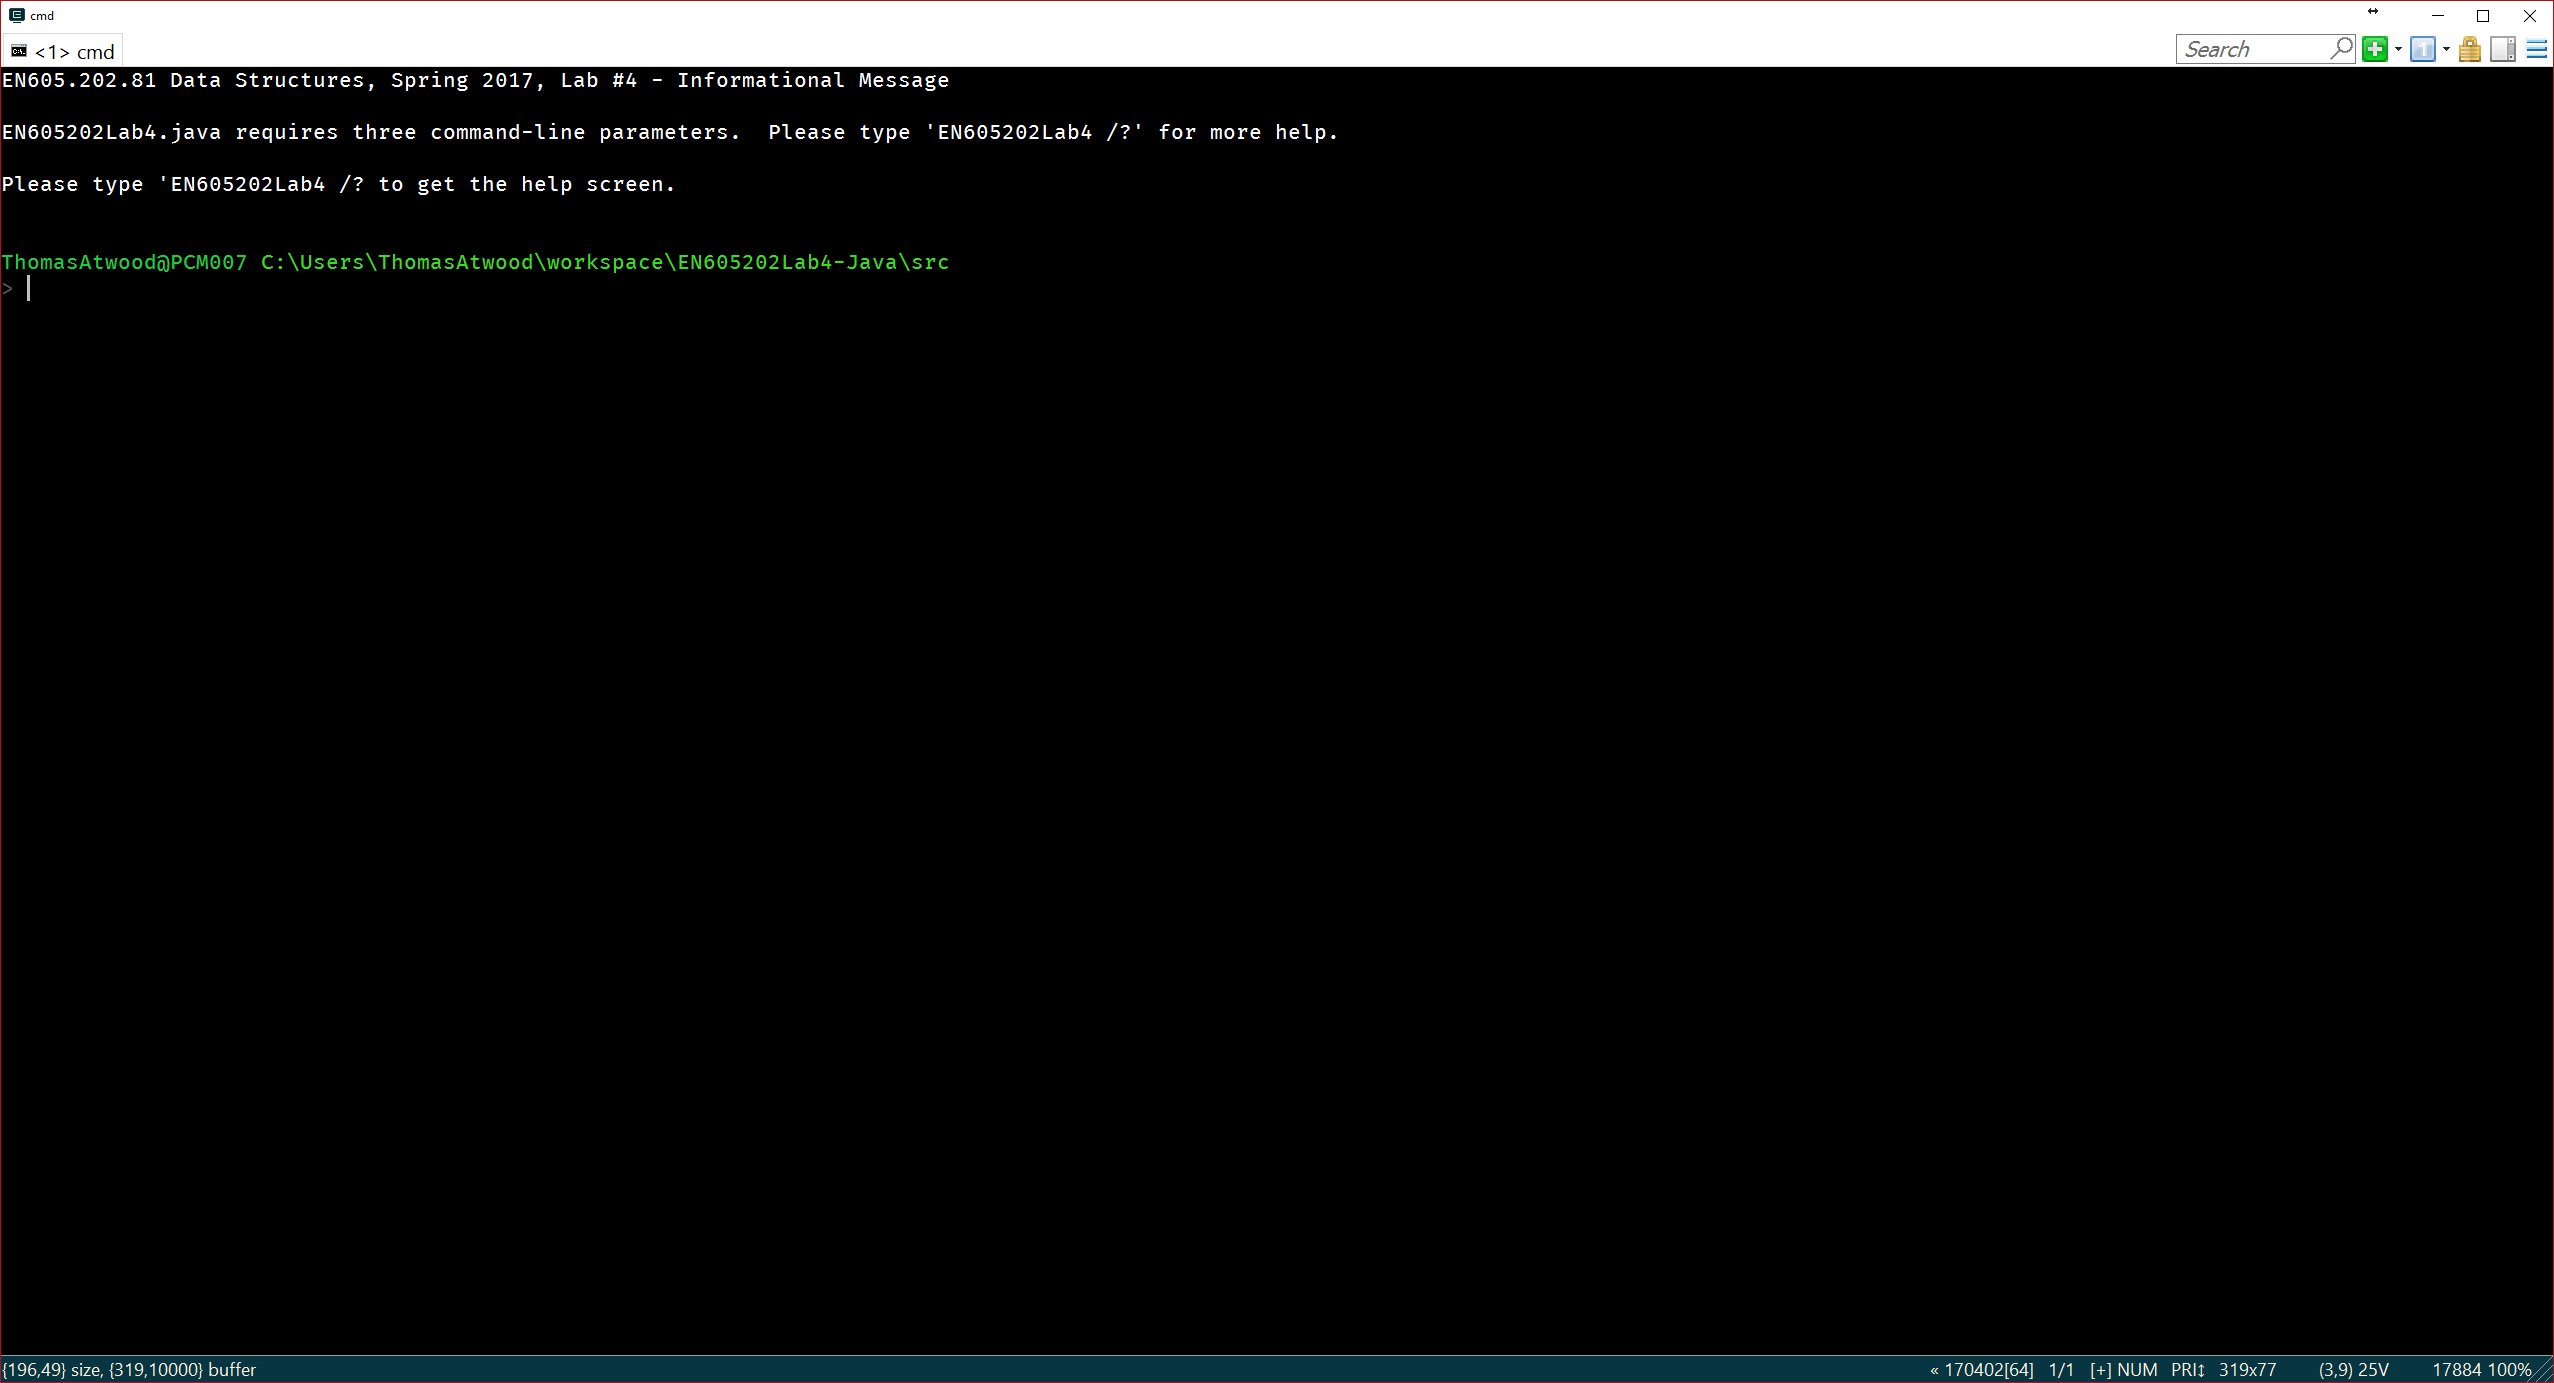 cmd
<1> cmd
Search
EN605.202.81 Data Structures, Spring 2017, Lab #4 - Informational Message
EN605202Lab4.java requires three command-line parameters.  Please type 'EN605202Lab4 /?' for more help.
Please type 'EN605202Lab4 /? to get the help screen.
ThomasAtwood@PCM007 C:\Users\ThomasAtwood\workspace\EN605202Lab4-Java\src
>
{196,49} size, {319,10000} buffer
« 170402[64] 1/1 [+] NUM PRI↕ 319x77 (3,9) 25V 17884 100%